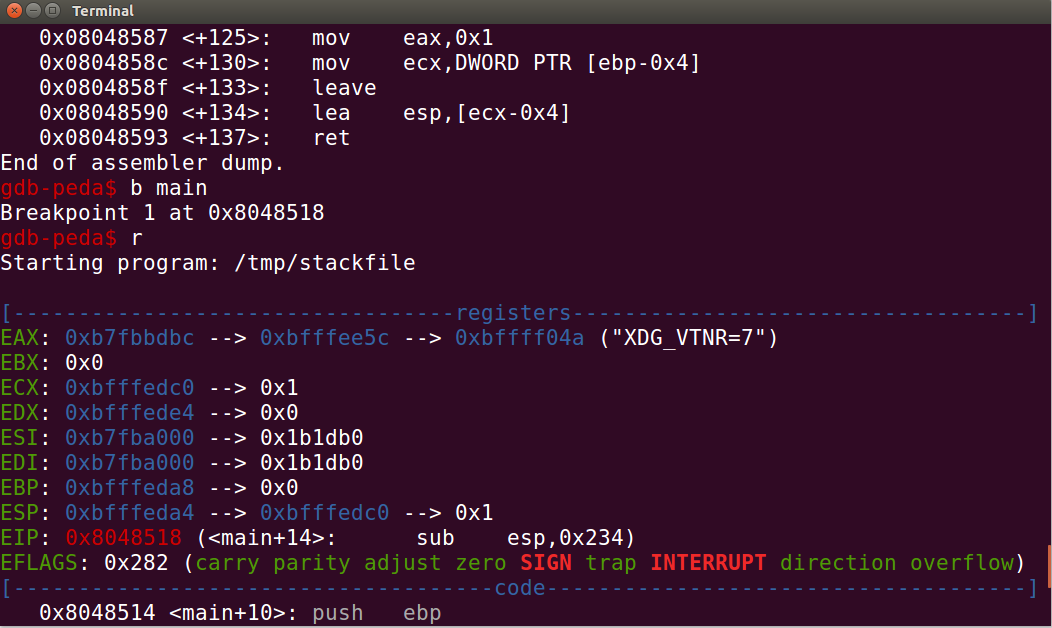 Terminal
0x08048587 <+125>: mov eax,0x1
0x0804858c <+130>: mov ecx,DWORD PTR [ebp-0x4]
0x0804858f <+133>: leave
0x08048590 <+134>: lea esp,[ecx-0x4]
0x08048593 <+137>: ret
End of assembler dump.
gdb-peda$ b main
Breakpoint 1 at 0x8048518
gdb-peda$ r
Starting program: /tmp/stackfile
[----------------------------------registers-----------------------------------]
EAX: 0xb7fbbdbc --> 0xbfffee5c --> 0xbffff04a ("XDG_VTNR=7")
EBX: 0x0
ECX: 0xbfffedc0 --> 0x1
EDX: 0xbfffede4 --> 0x0
ESI: 0xb7fba000 --> 0x1b1db0
EDI: 0xb7fba000 --> 0x1b1db0
EBP: 0xbfffeda8 --> 0x0
ESP: 0xbfffeda4 --> 0xbfffedc0 --> 0x1
EIP: 0x8048518 (<main+14>: sub esp,0x234)
EFLAGS: 0x282 (carry parity adjust zero SIGN trap INTERRUPT direction overflow)
[-------------------------------------code-------------------------------------]
0x8048514 <main+10>: push ebp